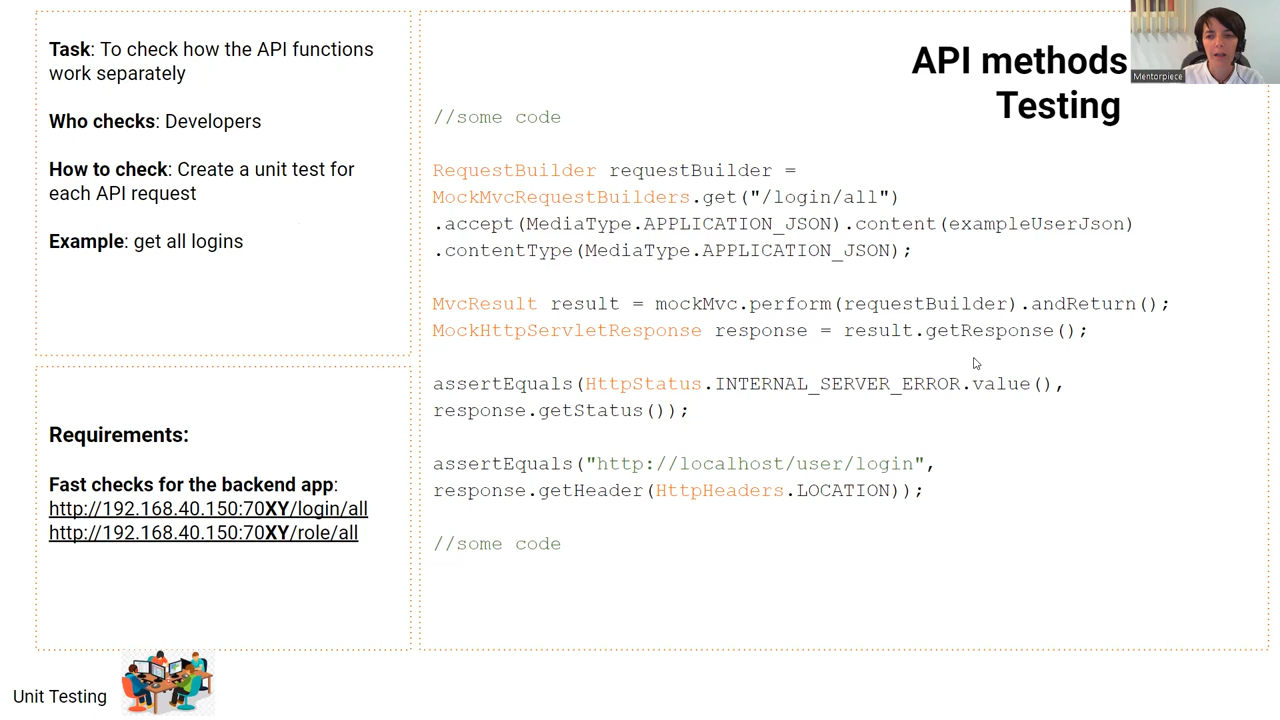 Task: To check how the API functions
work separately
Who checks: Developers
How to check: Create a unit test for
each API request
Example: get all logins
Requirements:
Fast checks for the backend app:
http://192.168.40.150:70XY/login/all
http://192.168.40.150:70XY/role/all
API methods
Testing
Mentorpiece
//some code
RequestBuilder requestBuilder =
MockMvcRequestBuilders.get("/login/all")
.accept(MediaType.APPLICATION_JSON).content(exampleUserJson)
.contentType(MediaType.APPLICATION_JSON);
MvcResult result = mockMvc.perform(requestBuilder).andReturn();
MockHttpServletResponse response = result.getResponse();
assertEquals(HttpStatus.INTERNAL_SERVER_ERROR.value(),
response.getStatus());
assertEquals("http://localhost/user/login",
response.getHeader(HttpHeaders.LOCATION));
//some code
Unit Testing